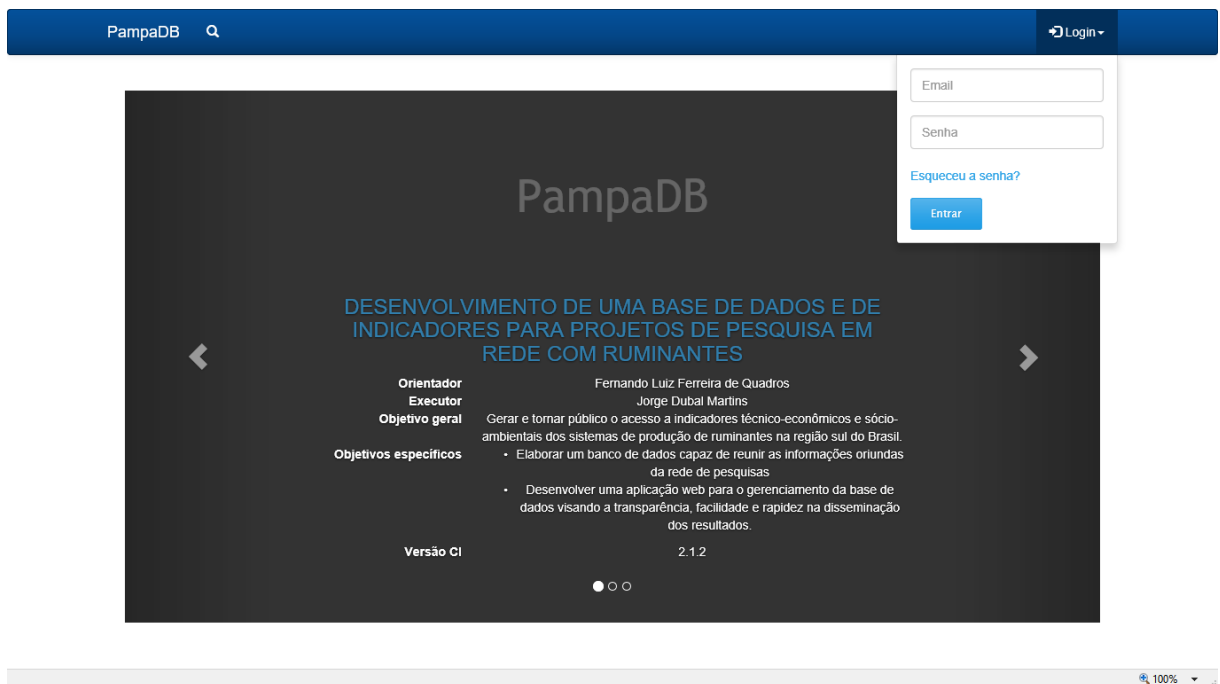 PampaDB
Login
Email
Senha
Esqueceu a senha?
Entrar
PampaDB
DESENVOLVIMENTO DE UMA BASE DE DADOS E DE
INDICADORES PARA PROJETOS DE PESQUISA EM
REDE COM RUMINANTES
Orientador Fernando Luiz Ferreira de Quadros
Executor Jorge Dubal Martins
Objetivo geral Gerar e tornar público o acesso a indicadores técnico-econômicos e sócio-
ambientais dos sistemas de produção de ruminantes na região sul do Brasil.
Objetivos específicos • Elaborar um banco de dados capaz de reunir as informações oriundas
da rede de pesquisas
• Desenvolver uma aplicação web para o gerenciamento da base de
dados visando a transparência, facilidade e rapidez na disseminação
dos resultados.
Versão CI 2.1.2
100%